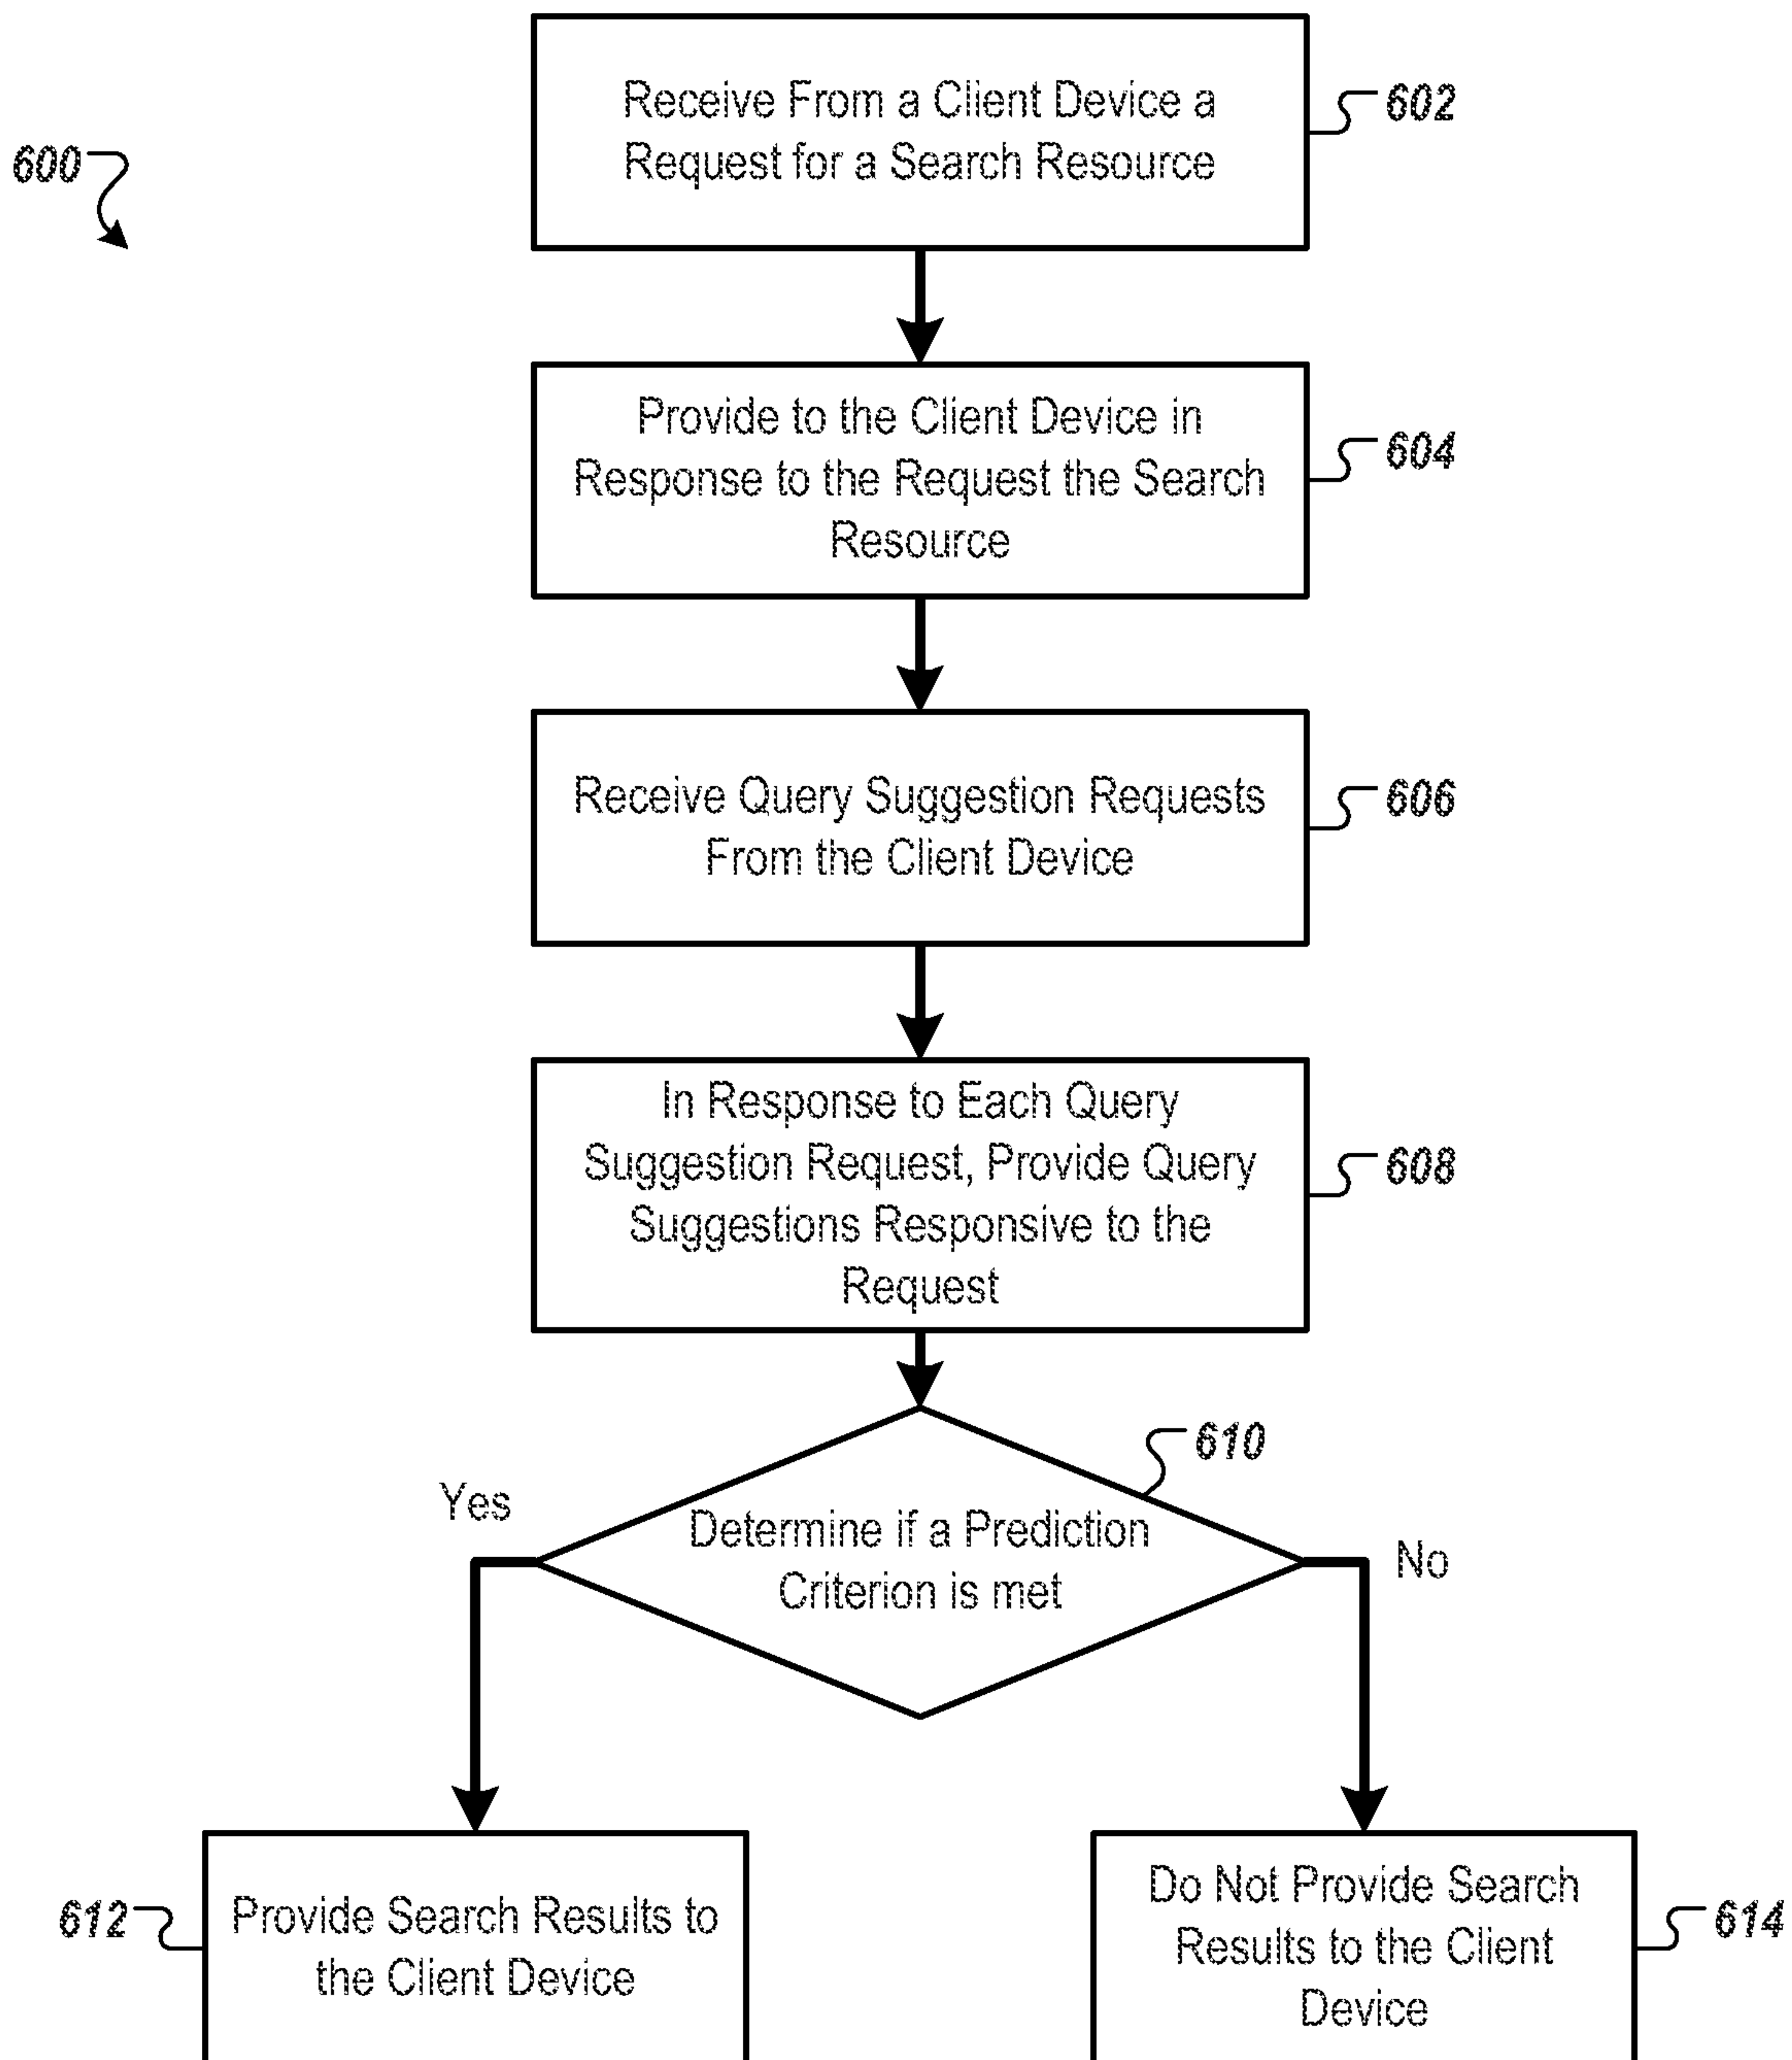 Receive From a Client Device a
Request for a Search Resource
602
600
Provide to the Client Device in
Response to the Request the Search
Resource
604
Receive Query Suggestion Requests
From the Client Device
606
In Response to Each Query
Suggestion Request, Provide Query
Suggestions Responsive to the
Request
608
610
Yes
Determine if a Prediction
Criterion is met
No
612
Provide Search Results to
the Client Device
Do Not Provide Search
Results to the Client
Device
614